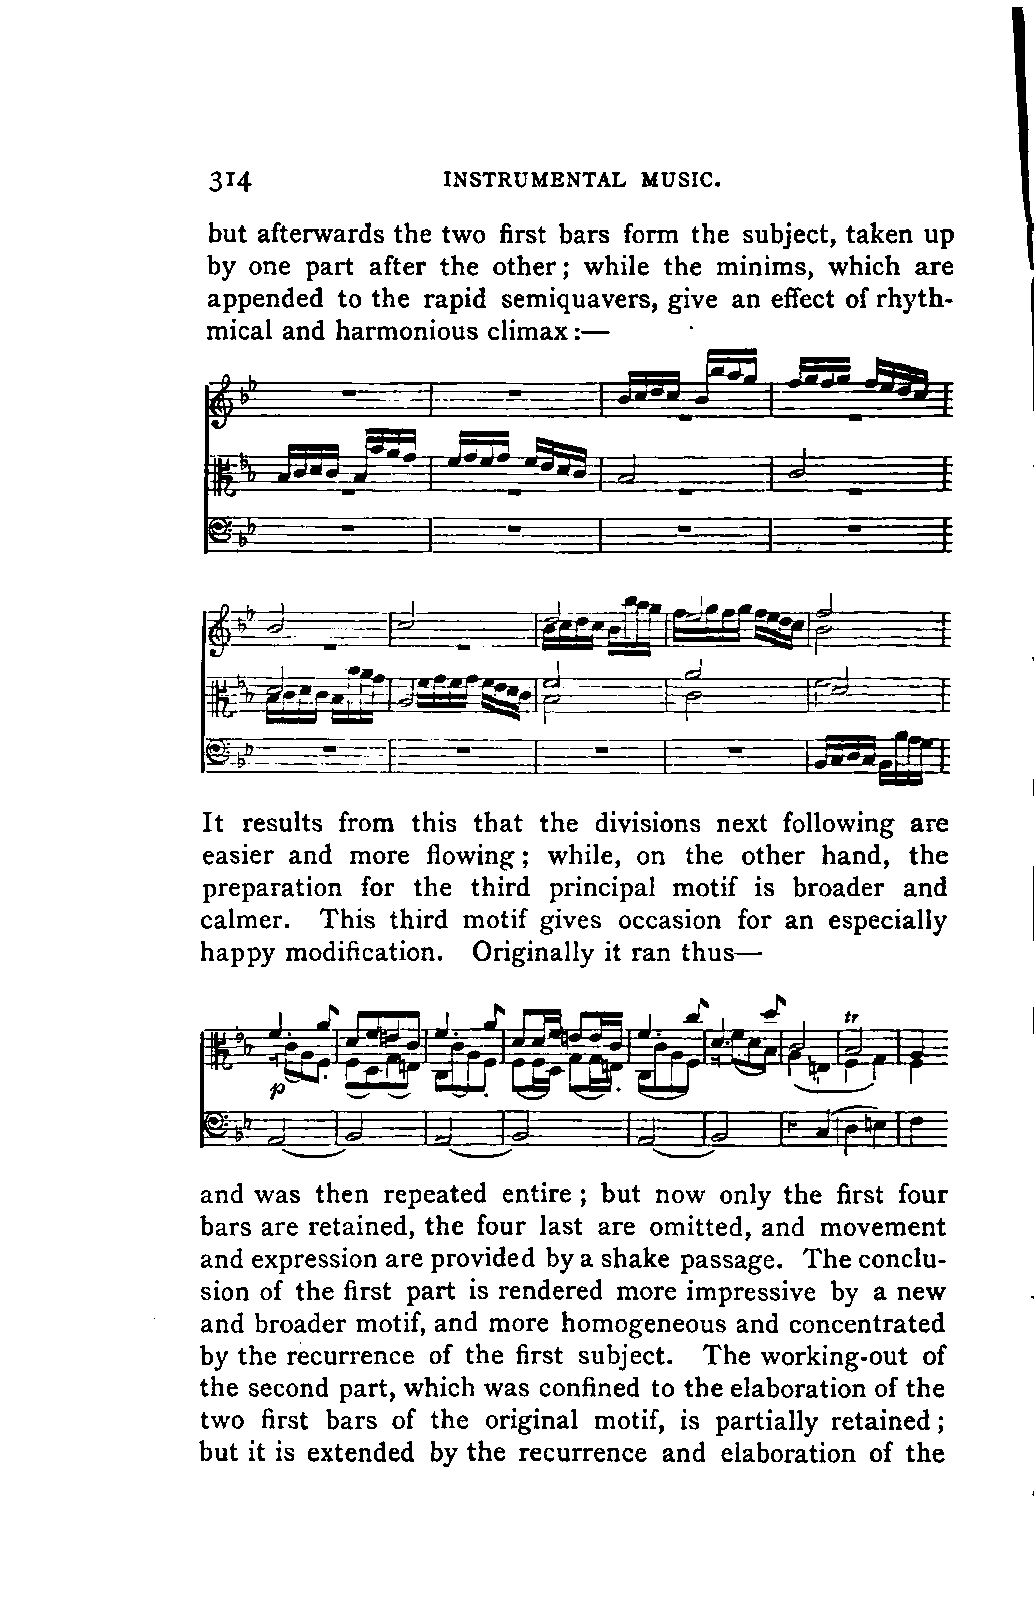 314 INSTRUMENTAL MUSIC.
but afterwards the two first bars form the subject, taken up
by one part after the other; while the minims, which are
appended to the rapid semiquavers, give an effect of rhyth-
mical and harmonious climax:—
It results from this that the divisions next following are
easier and more flowing; while, on the other hand, the
preparation for the third principal motif is broader and
calmer. This third motif gives occasion for an especially
happy modification. Originally it ran thus—
tr
p
and was then repeated entire; but now only the first four
bars are retained, the four last are omitted, and movement
and expression are provided by a shake passage. The conclu-
sion of the first part is rendered more impressive by a new
and broader motif, and more homogeneous and concentrated
by the recurrence of the first subject. The working-out of
the second part, which was confined to the elaboration of the
two first bars of the original motif, is partially retained;
but it is extended by the recurrence and elaboration of the